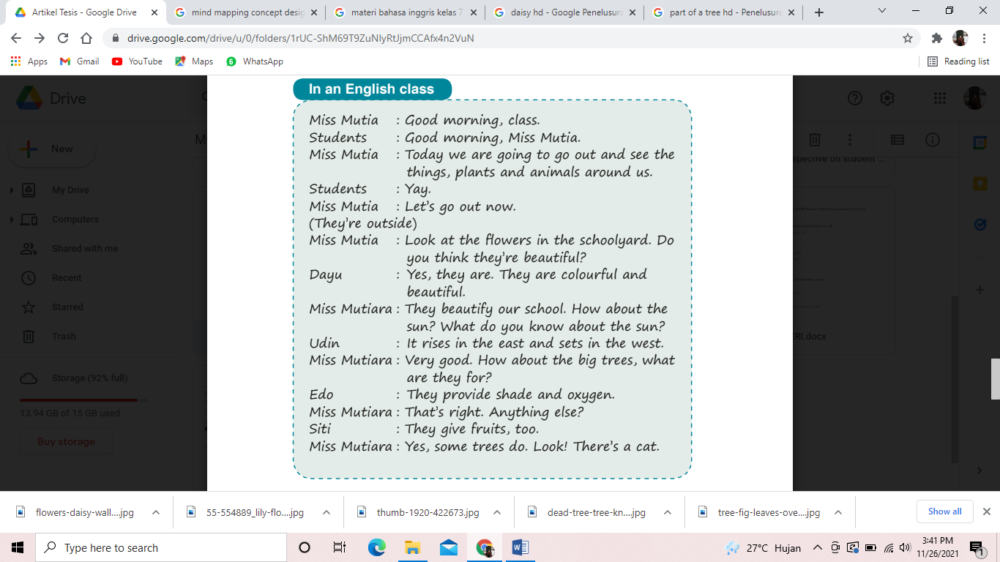 Artikel Tesis - Google Drive
mind mapping concept desig
materi bahasa inggris kelas 7
daisy hd - Google Penelusura
part of a tree hd - Penelusura
drive.google.com/drive/u/0/folders/1rUC-ShM69T9ZuNIyRtJjmCCAfx4n2VuN
Apps Gmail YouTube Maps WhatsApp Reading list
Drive
New
My Drive
Computers
Shared with me
Recent
Starred
Trash
Storage (92% full)
13.94 GB of 15 GB used
Buy storage
In an English class
Miss Mutia : Good morning, class.
Students : Good morning, Miss Mutia.
Miss Mutia : Today we are going to go out and see the
things, plants and animals around us.
Students : Yay.
Miss Mutia : Let's go out now.
(They're outside)
Miss Mutia : Look at the flowers in the schoolyard. Do
you think they're beautiful?
Dayu : Yes, they are. They are colourful and
beautiful.
Miss Mutiara : They beautify our school. How about the
sun? What do you know about the sun?
Udin : It rises in the east and sets in the west.
Miss Mutiara : Very good. How about the big trees, what
are they for?
Edo : They provide shade and oxygen.
Miss Mutiara : That's right. Anything else?
Siti : They give fruits, too.
Miss Mutiara : Yes, some trees do. Look! There's a cat.
spective on student ...
ERI.docx
flowers-daisy-wall....jpg
55-554889_lily-flo....jpg
thumb-1920-422673.jpg
dead-tree-tree-kn....jpg
tree-fig-leaves-ove....jpg
Show all
Type here to search
27°C Hujan
3:41 PM
11/26/2021
1